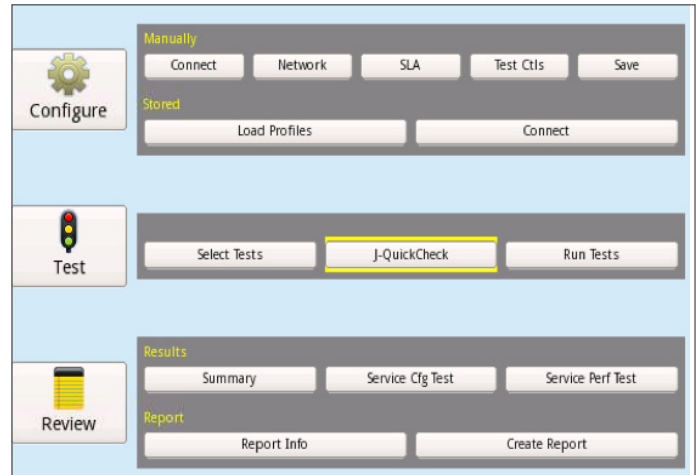 Configure
Manually
Connect Network SLA Test Ctls Save
Stored
Load Profiles Connect
Test
Select Tests J-QuickCheck Run Tests
Review
Results
Summary Service Cfg Test Service Perf Test
Report
Report Info Create Report